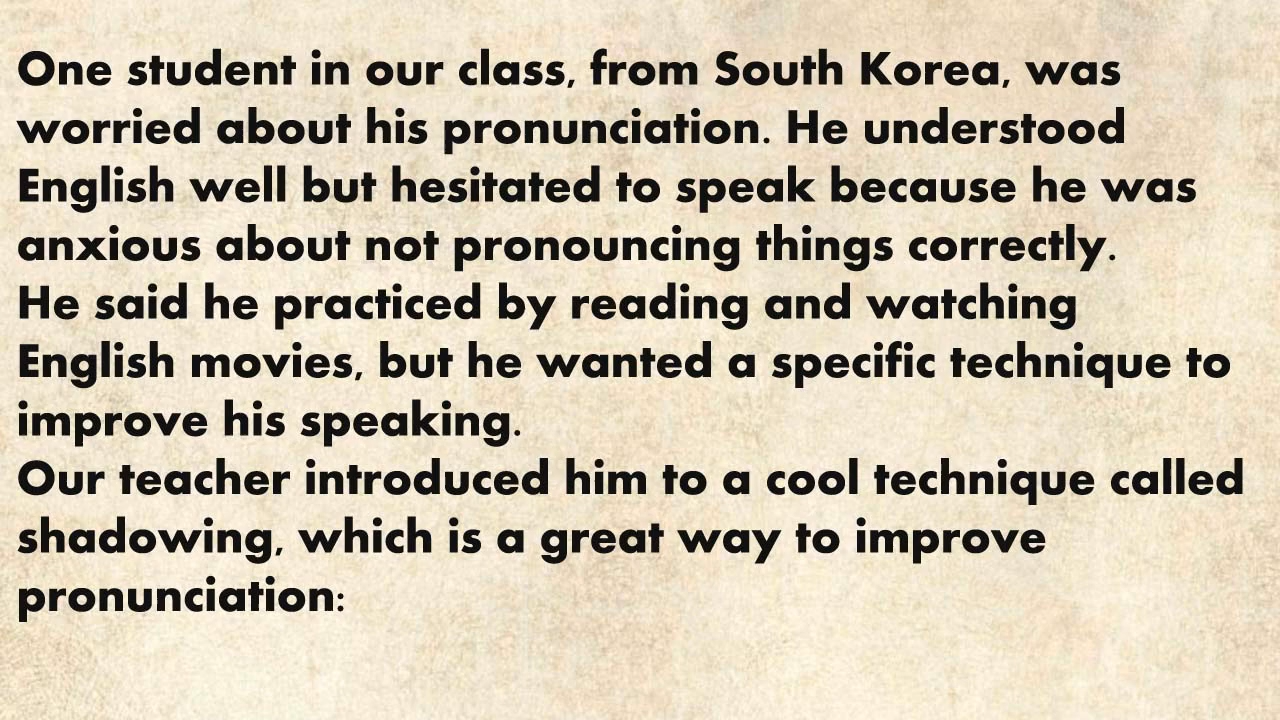 One student in our class, from South Korea, was
worried about his pronunciation. He understood
English well but hesitated to speak because he was
anxious about not pronouncing things correctly.
He said he practiced by reading and watching
English movies, but he wanted a specific technique to
improve his speaking.
Our teacher introduced him to a cool technique called
shadowing, which is a great way to improve
pronunciation: